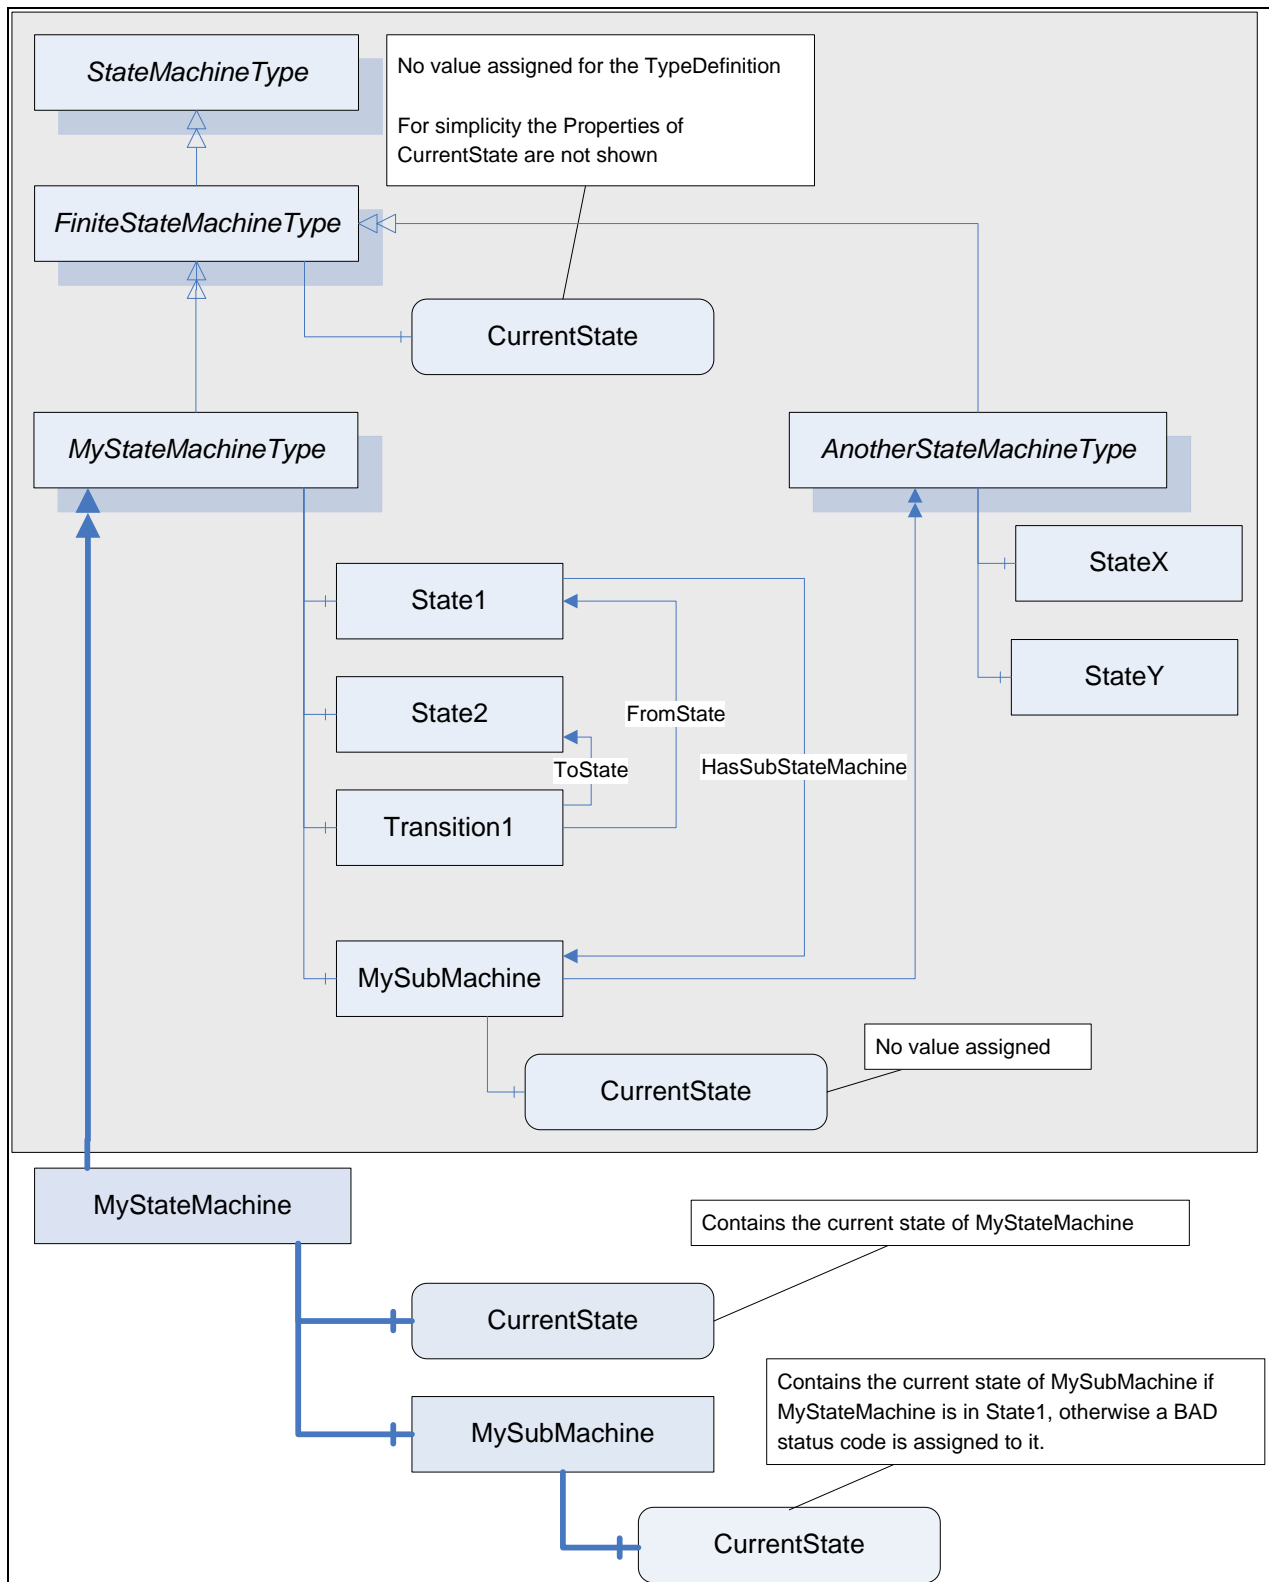 StateMachineType
No value assigned for the TypeDefinition
For simplicity the Properties of
CurrentState are not shown
FiniteStateMachineType
CurrentState
MyStateMachineType
AnotherStateMachineType
StateX
State1
StateY
State2
FromState
ToState
HasSubStateMachine
Transition1
MySubMachine
No value assigned
CurrentState
MyStateMachine
Contains the current state of MyStateMachine
CurrentState
Contains the current state of MySubMachine if
MyStateMachine is in State1, otherwise a BAD
status code is assigned to it.
MySubMachine
CurrentState